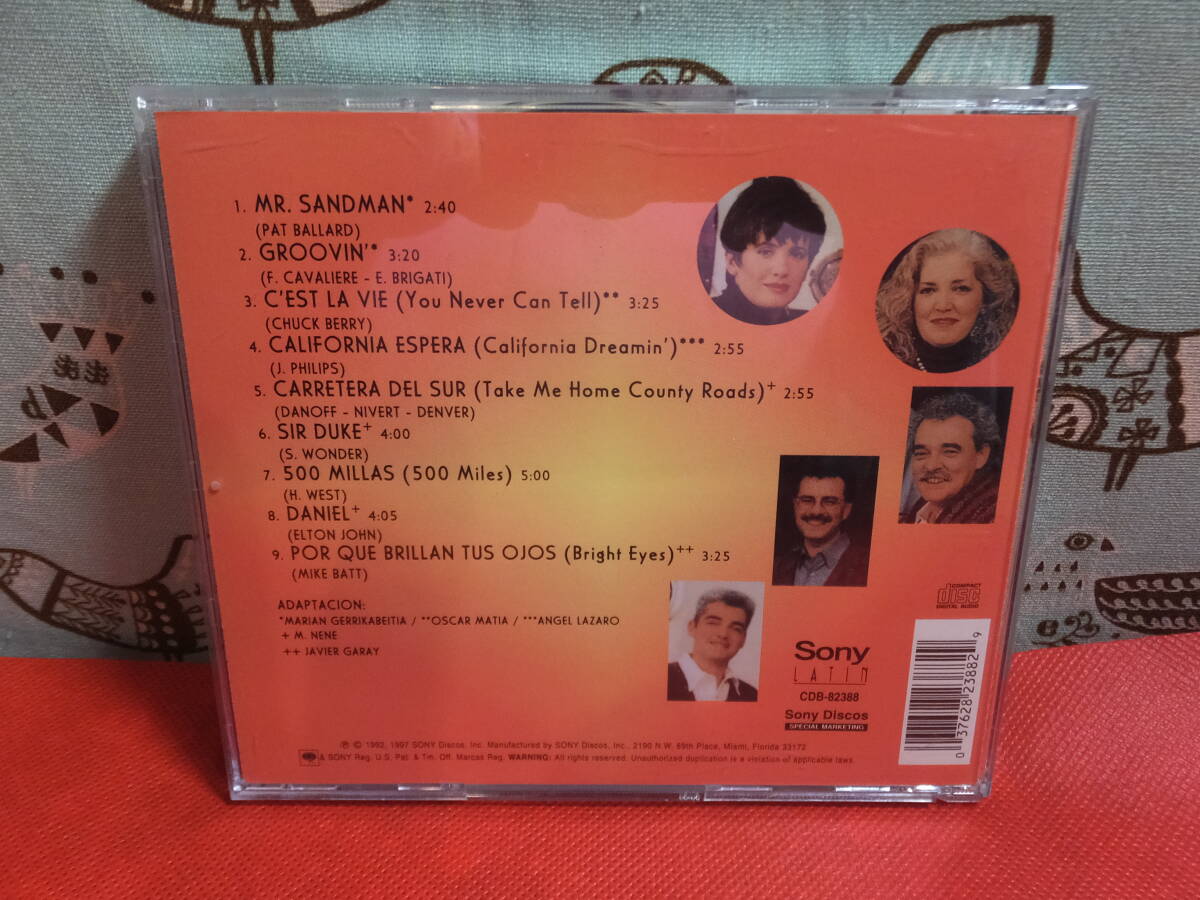 1. MR. SANDMAN* 2:40
(PAT BALLARD)
2. GROOVIN'* 3:20
(F. CAVALIERE - E. BRIGATI)
3. C'EST LA VIE (You Never Can Tell)** 3:25
(CHUCK BERRY)
4. CALIFORNIA ESPERA (California Dreamin')*** 2:55
(J. PHILIPS)
5. CARRETERA DEL SUR (Take Me Home County Roads)+ 2:55
(DANOFF - NIVERT - DENVER)
6. SIR DUKE+ 4:00
(S. WONDER)
7. 500 MILLAS (500 Miles) 5:00
(H. WEST)
8. DANIEL+ 4:05
(ELTON JOHN)
9. POR QUE BRILLAN TUS OJOS (Bright Eyes)++ 3:25
(MIKE BATT)
ADAPTACION:
*MARIAN GERRIKABEITIA / **OSCAR MATIA / ***ANGEL LAZARO
+ M. NENE
++ JAVIER GARAY
COMPACT
disc
DIGITAL AUDIO
Sony
LATIN
CDB-82388
Sony Discos
SPECIAL MARKETING
0 37628 23882 9
℗ © 1992, 1997 SONY Discos, Inc. Manufactured by SONY Discos, Inc., 2190 N.W. 89th Place, Miami, Florida 33172
& SONY Reg. U.S. Pat. & Tm. Off. Marcas Reg. WARNING: All rights reserved. Unauthorized duplication is a violation of applicable laws.